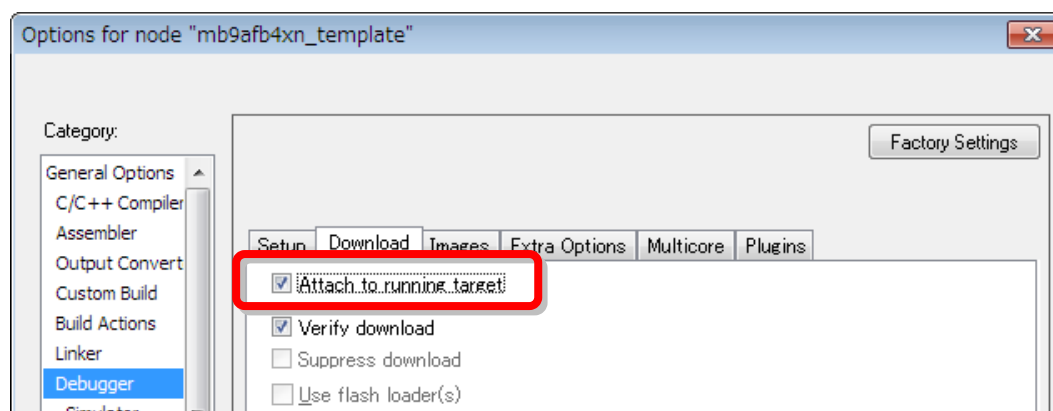 Options for node "mb9afb4xn_template"
Category:
Factory Settings
General Options
C/C++ Compiler
Assembler
Output Convert
Custom Build
Build Actions
Linker
Debugger
Simulator
Setup Download Images Extra Options Multicore Plugins
Attach to running target
Verify download
Suppress download
Use flash loader(s)